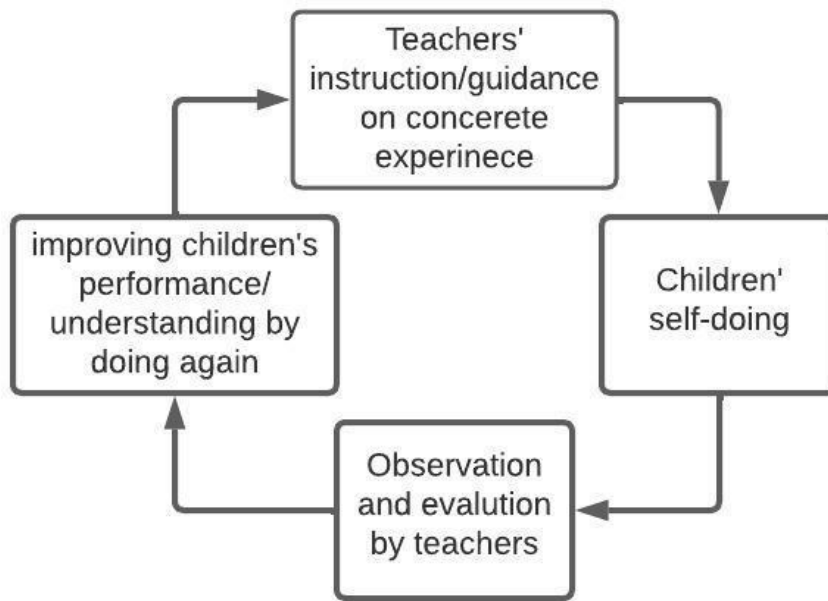 Teachers'
instruction/guidance
on concerete
experinece
Children'
self-doing
Observation
and evalution
by teachers
improving children's
performance/
understanding by
doing again